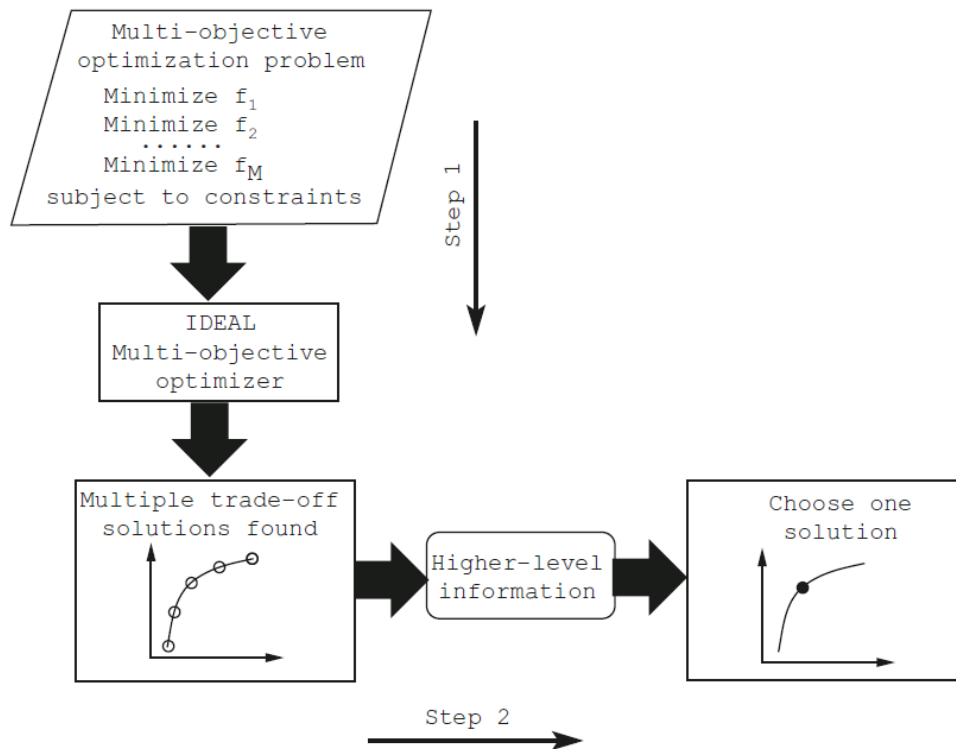 Multi-objective
optimization problem
Minimize f₁
Minimize f₂
......
Minimize f_M
subject to constraints
Step 1
IDEAL
Multi-objective
optimizer
Multiple trade-off
solutions found
Higher-level
information
Choose one
solution
Step 2